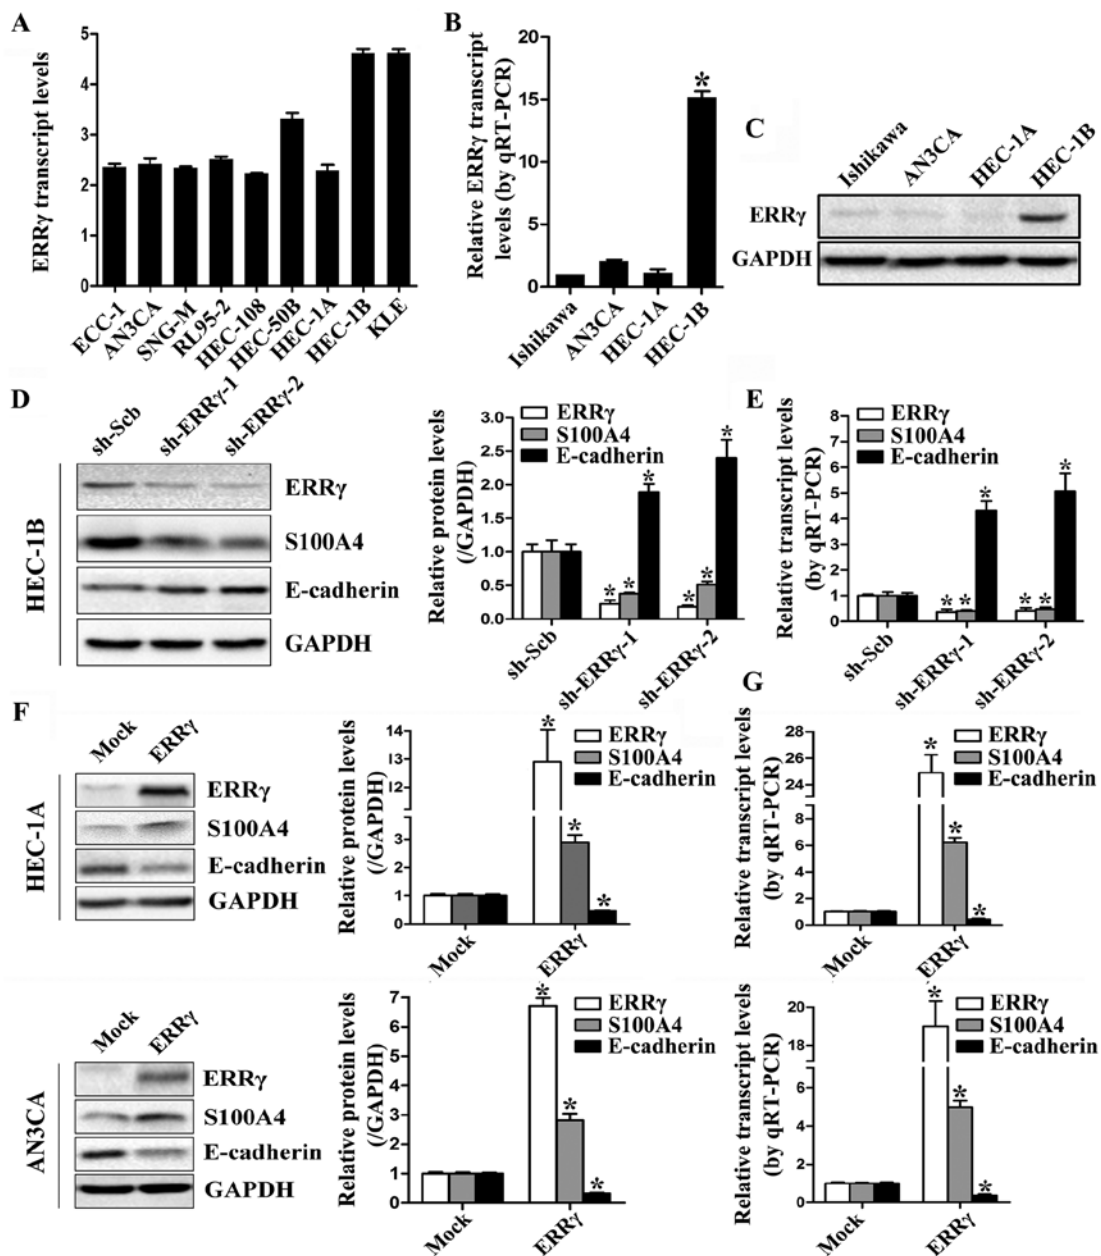 A
ERRγ transcript levels
5
4
3
2
1
0
ECC-1
AN3CA
SNG-M
RL95-2
HEC-108
HEC-50B
HEC-1A
HEC-1B
KLE
B
Relative ERRγ transcript
levels (by qRT-PCR)
20
15
10
5
0
*
Ishikawa
AN3CA
HEC-1A
HEC-1B
C
Ishikawa
AN3CA
HEC-1A
HEC-1B
ERRγ
GAPDH
D
HEC-1B
sh-Scb
sh-ERRγ-1
sh-ERRγ-2
ERRγ
S100A4
E-cadherin
GAPDH
Relative protein levels
(/GAPDH)
3.0
2.5
2.0
1.5
1.0
0.5
0.0
ERRγ
S100A4
E-cadherin
* * *
* * *
sh-Scb
sh-ERRγ-1
sh-ERRγ-2
E
Relative transcript levels
(by qRT-PCR)
8
7
6
5
4
3
2
1
0
ERRγ
S100A4
E-cadherin
* * *
* * *
sh-Scb
sh-ERRγ-1
sh-ERRγ-2
F
HEC-1A
Mock
ERRγ
ERRγ
S100A4
E-cadherin
GAPDH
Relative protein levels
(/GAPDH)
14
13
12
3
2
1
0
ERRγ
S100A4
E-cadherin
* * *
Mock
ERRγ
G
Relative transcript levels
(by qRT-PCR)
28
26
24
8
6
4
2
0
ERRγ
S100A4
E-cadherin
* * *
Mock
ERRγ
AN3CA
Mock
ERRγ
ERRγ
S100A4
E-cadherin
GAPDH
Relative protein levels
(/GAPDH)
7
6
5
4
3
2
1
0
ERRγ
S100A4
E-cadherin
* * *
Mock
ERRγ
Relative transcript levels
(by qRT-PCR)
20
18
6
4
2
0
ERRγ
S100A4
E-cadherin
* * *
Mock
ERRγ